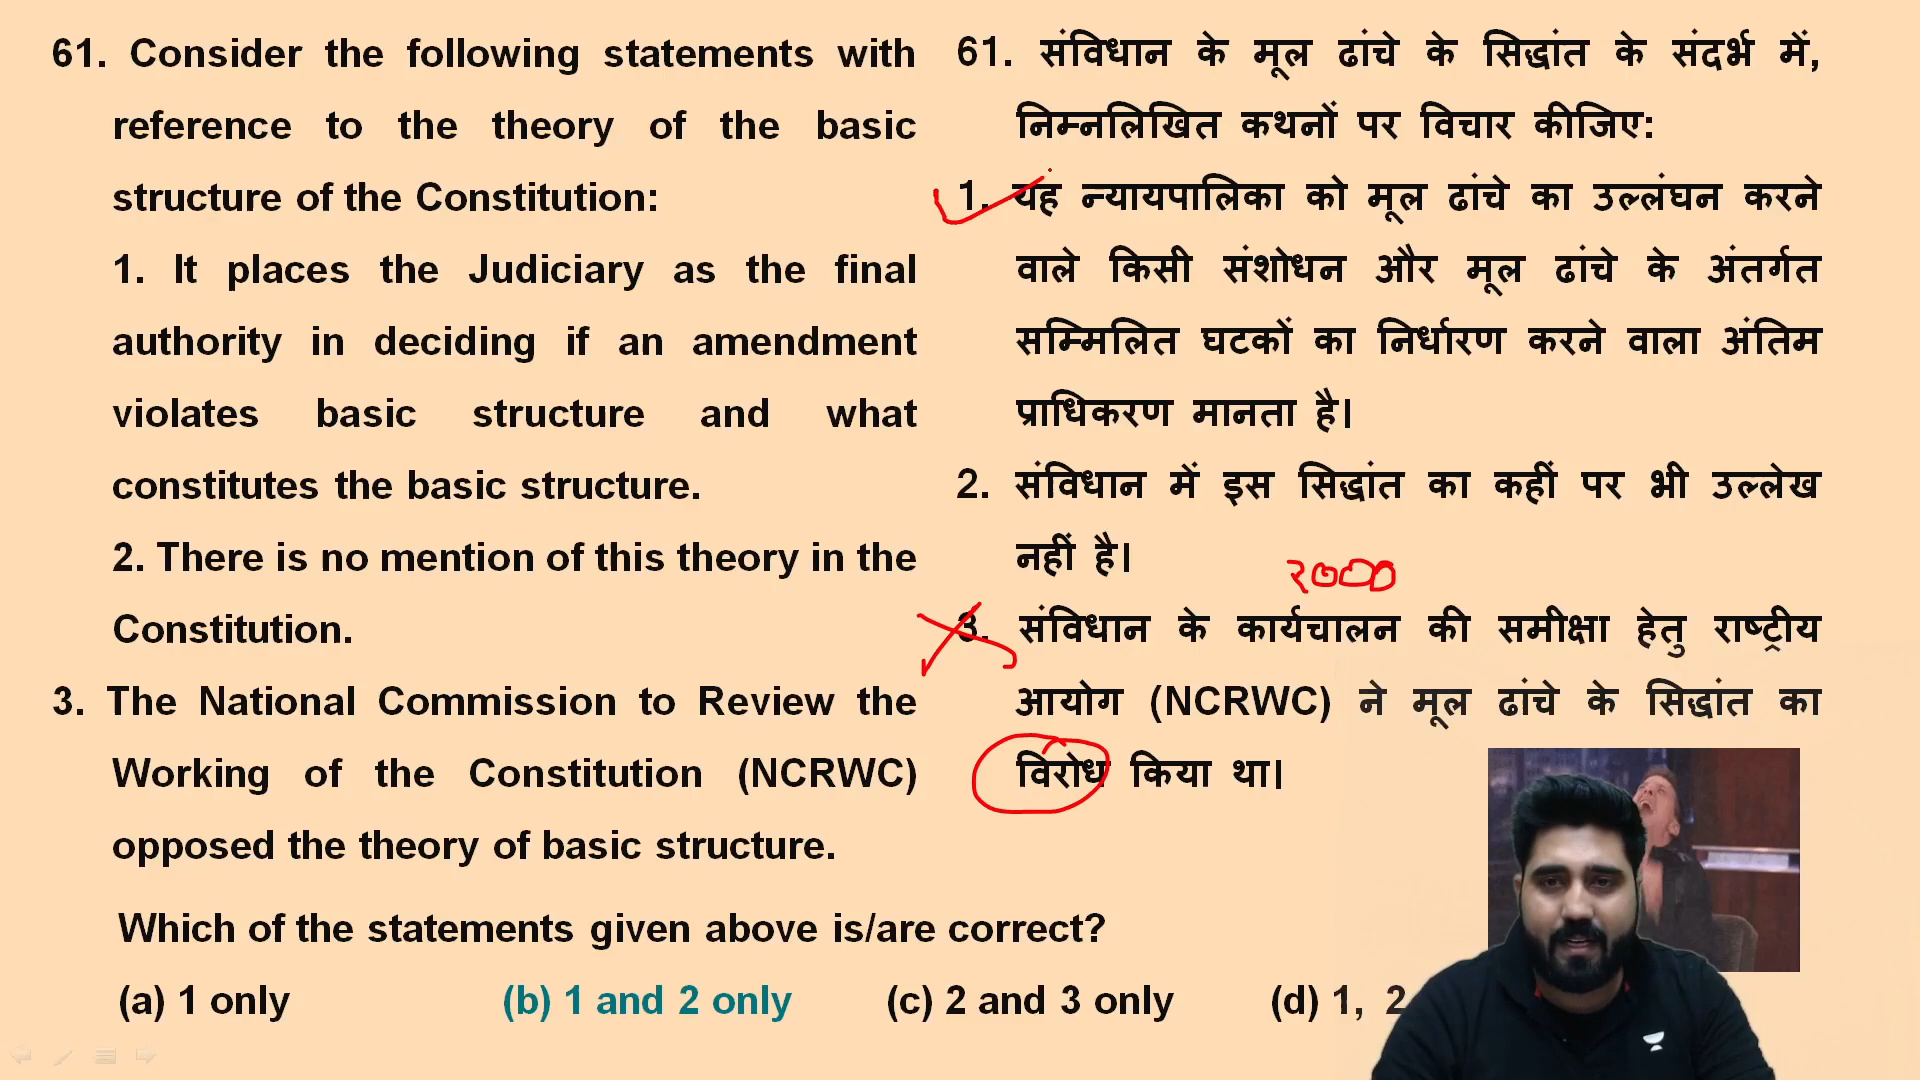 61. Consider the following statements with
reference to the theory of the basic
structure of the Constitution:
1. It places the Judiciary as the final
authority in deciding if an amendment
violates basic structure and what
constitutes the basic structure.
2. There is no mention of this theory in the
Constitution.
3. The National Commission to Review the
Working of the Constitution (NCRWC)
opposed the theory of basic structure.
61. संविधान के मूल ढांचे के सिद्धांत के संदर्भ में,
निम्नलिखित कथनों पर विचार कीजिए:
1. यह न्यायपालिका को मूल ढांचे का उल्लंघन करने
वाले किसी संशोधन और मूल ढांचे के अंतर्गत
सम्मिलित घटकों का निर्धारण करने वाला अंतिम
प्राधिकरण मानता है।
2. संविधान में इस सिद्धांत का कहीं पर भी उल्लेख
नहीं है।
२०००
3. संविधान के कार्यचालन की समीक्षा हेतु राष्ट्रीय
आयोग (NCRWC) ने मूल ढांचे के सिद्धांत का
विरोध किया था।
Which of the statements given above is/are correct?
(a) 1 only (b) 1 and 2 only (c) 2 and 3 only (d) 1, 2